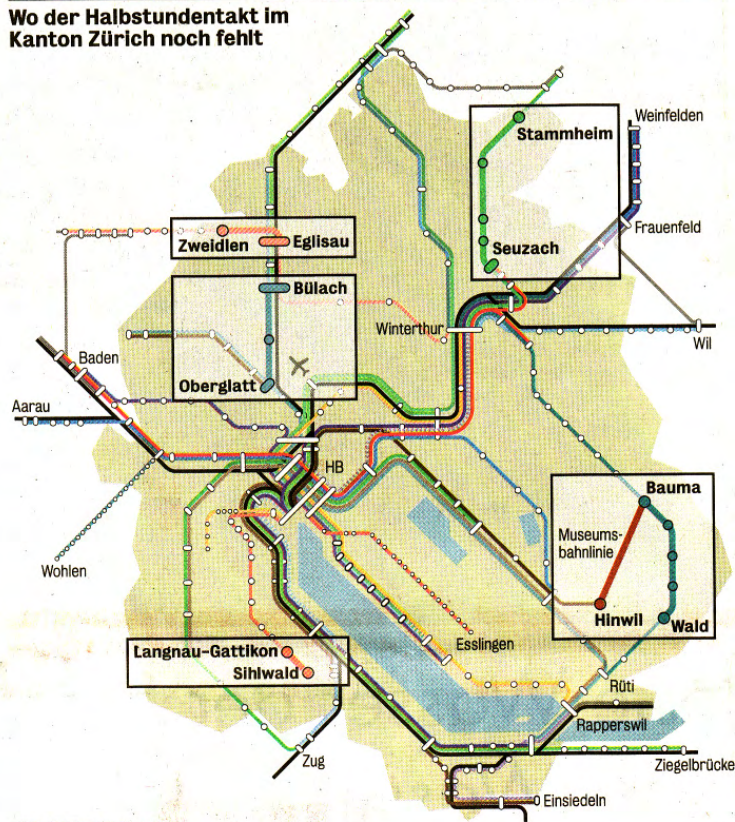 Wo der Halbstundentakt im
Kanton Zürich noch fehlt
Weinfelden
Stammheim
Frauenfeld
Seuzach
Zweidlen
Eglisau
Bülach
Winterthur
Wil
Baden
Oberglatt
Aarau
HB
Bauma
Museums-
bahnlinie
Wohlen
Hinwil
Wald
Esslingen
Langnau-Gattikon
Sihlwald
Rüti
Rapperswil
Zug
Ziegelbrücke
Einsiedeln